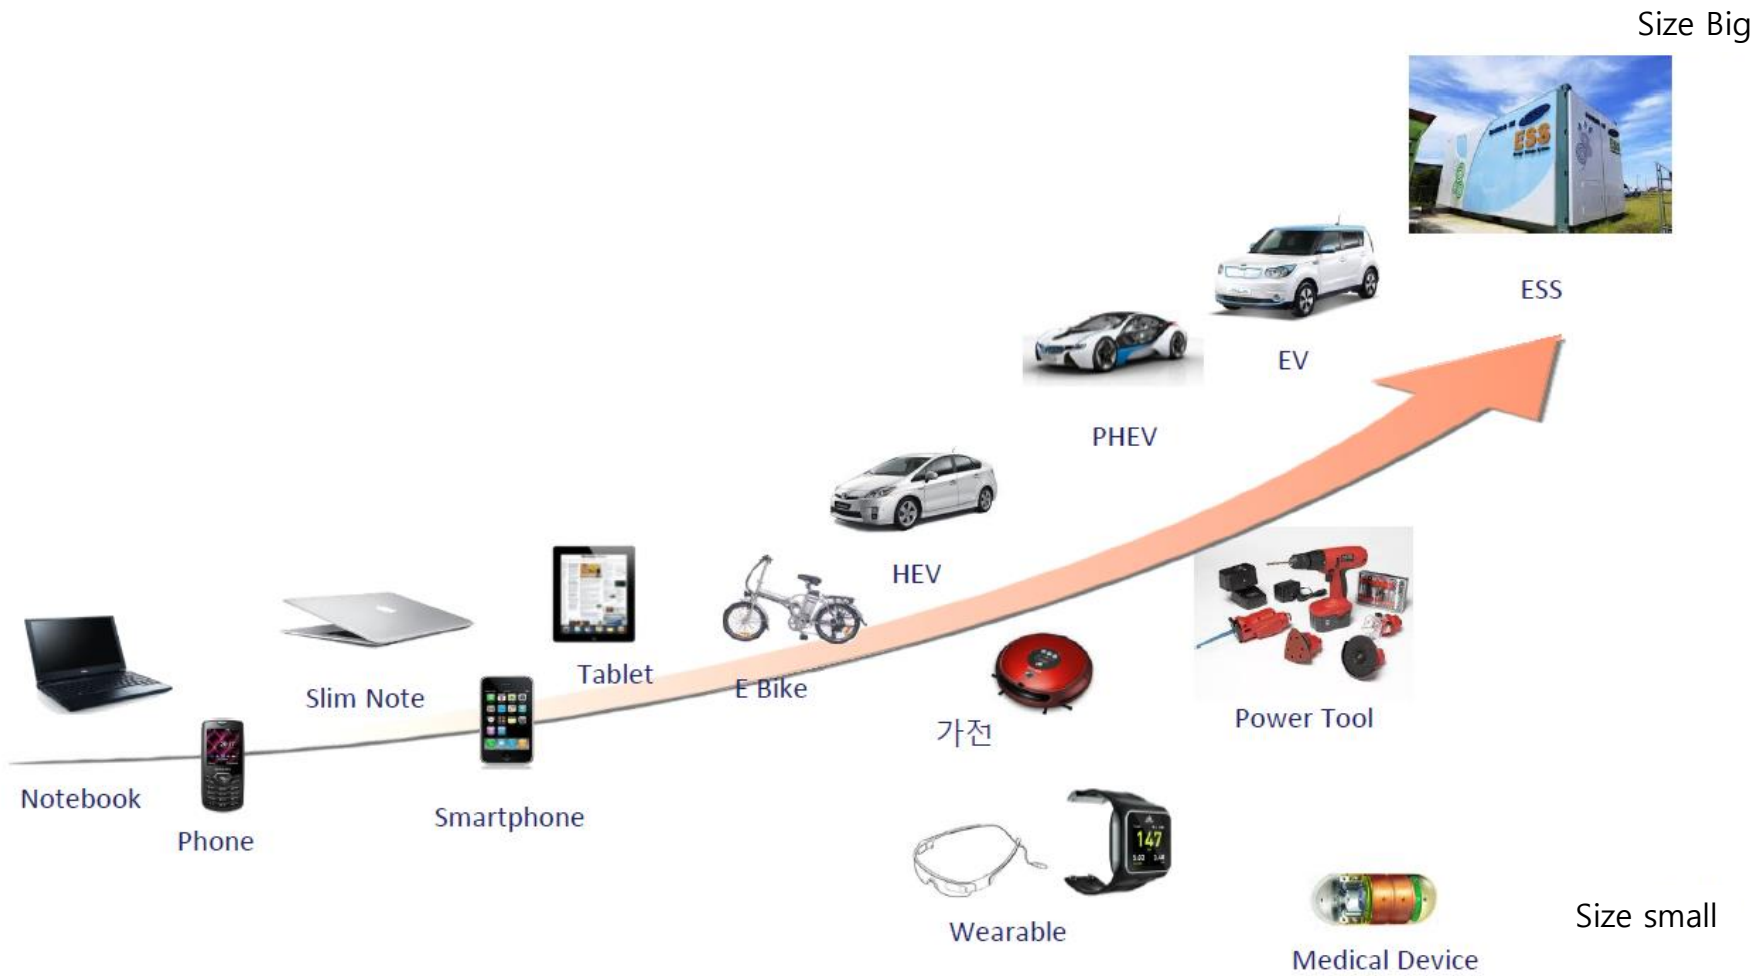 Size Big
ESS
ESS
EV
PHEV
HEV
Tablet
Slim Note
E Bike
가전
Power Tool
Notebook
Smartphone
Phone
147
Wearable
Size small
Medical Device